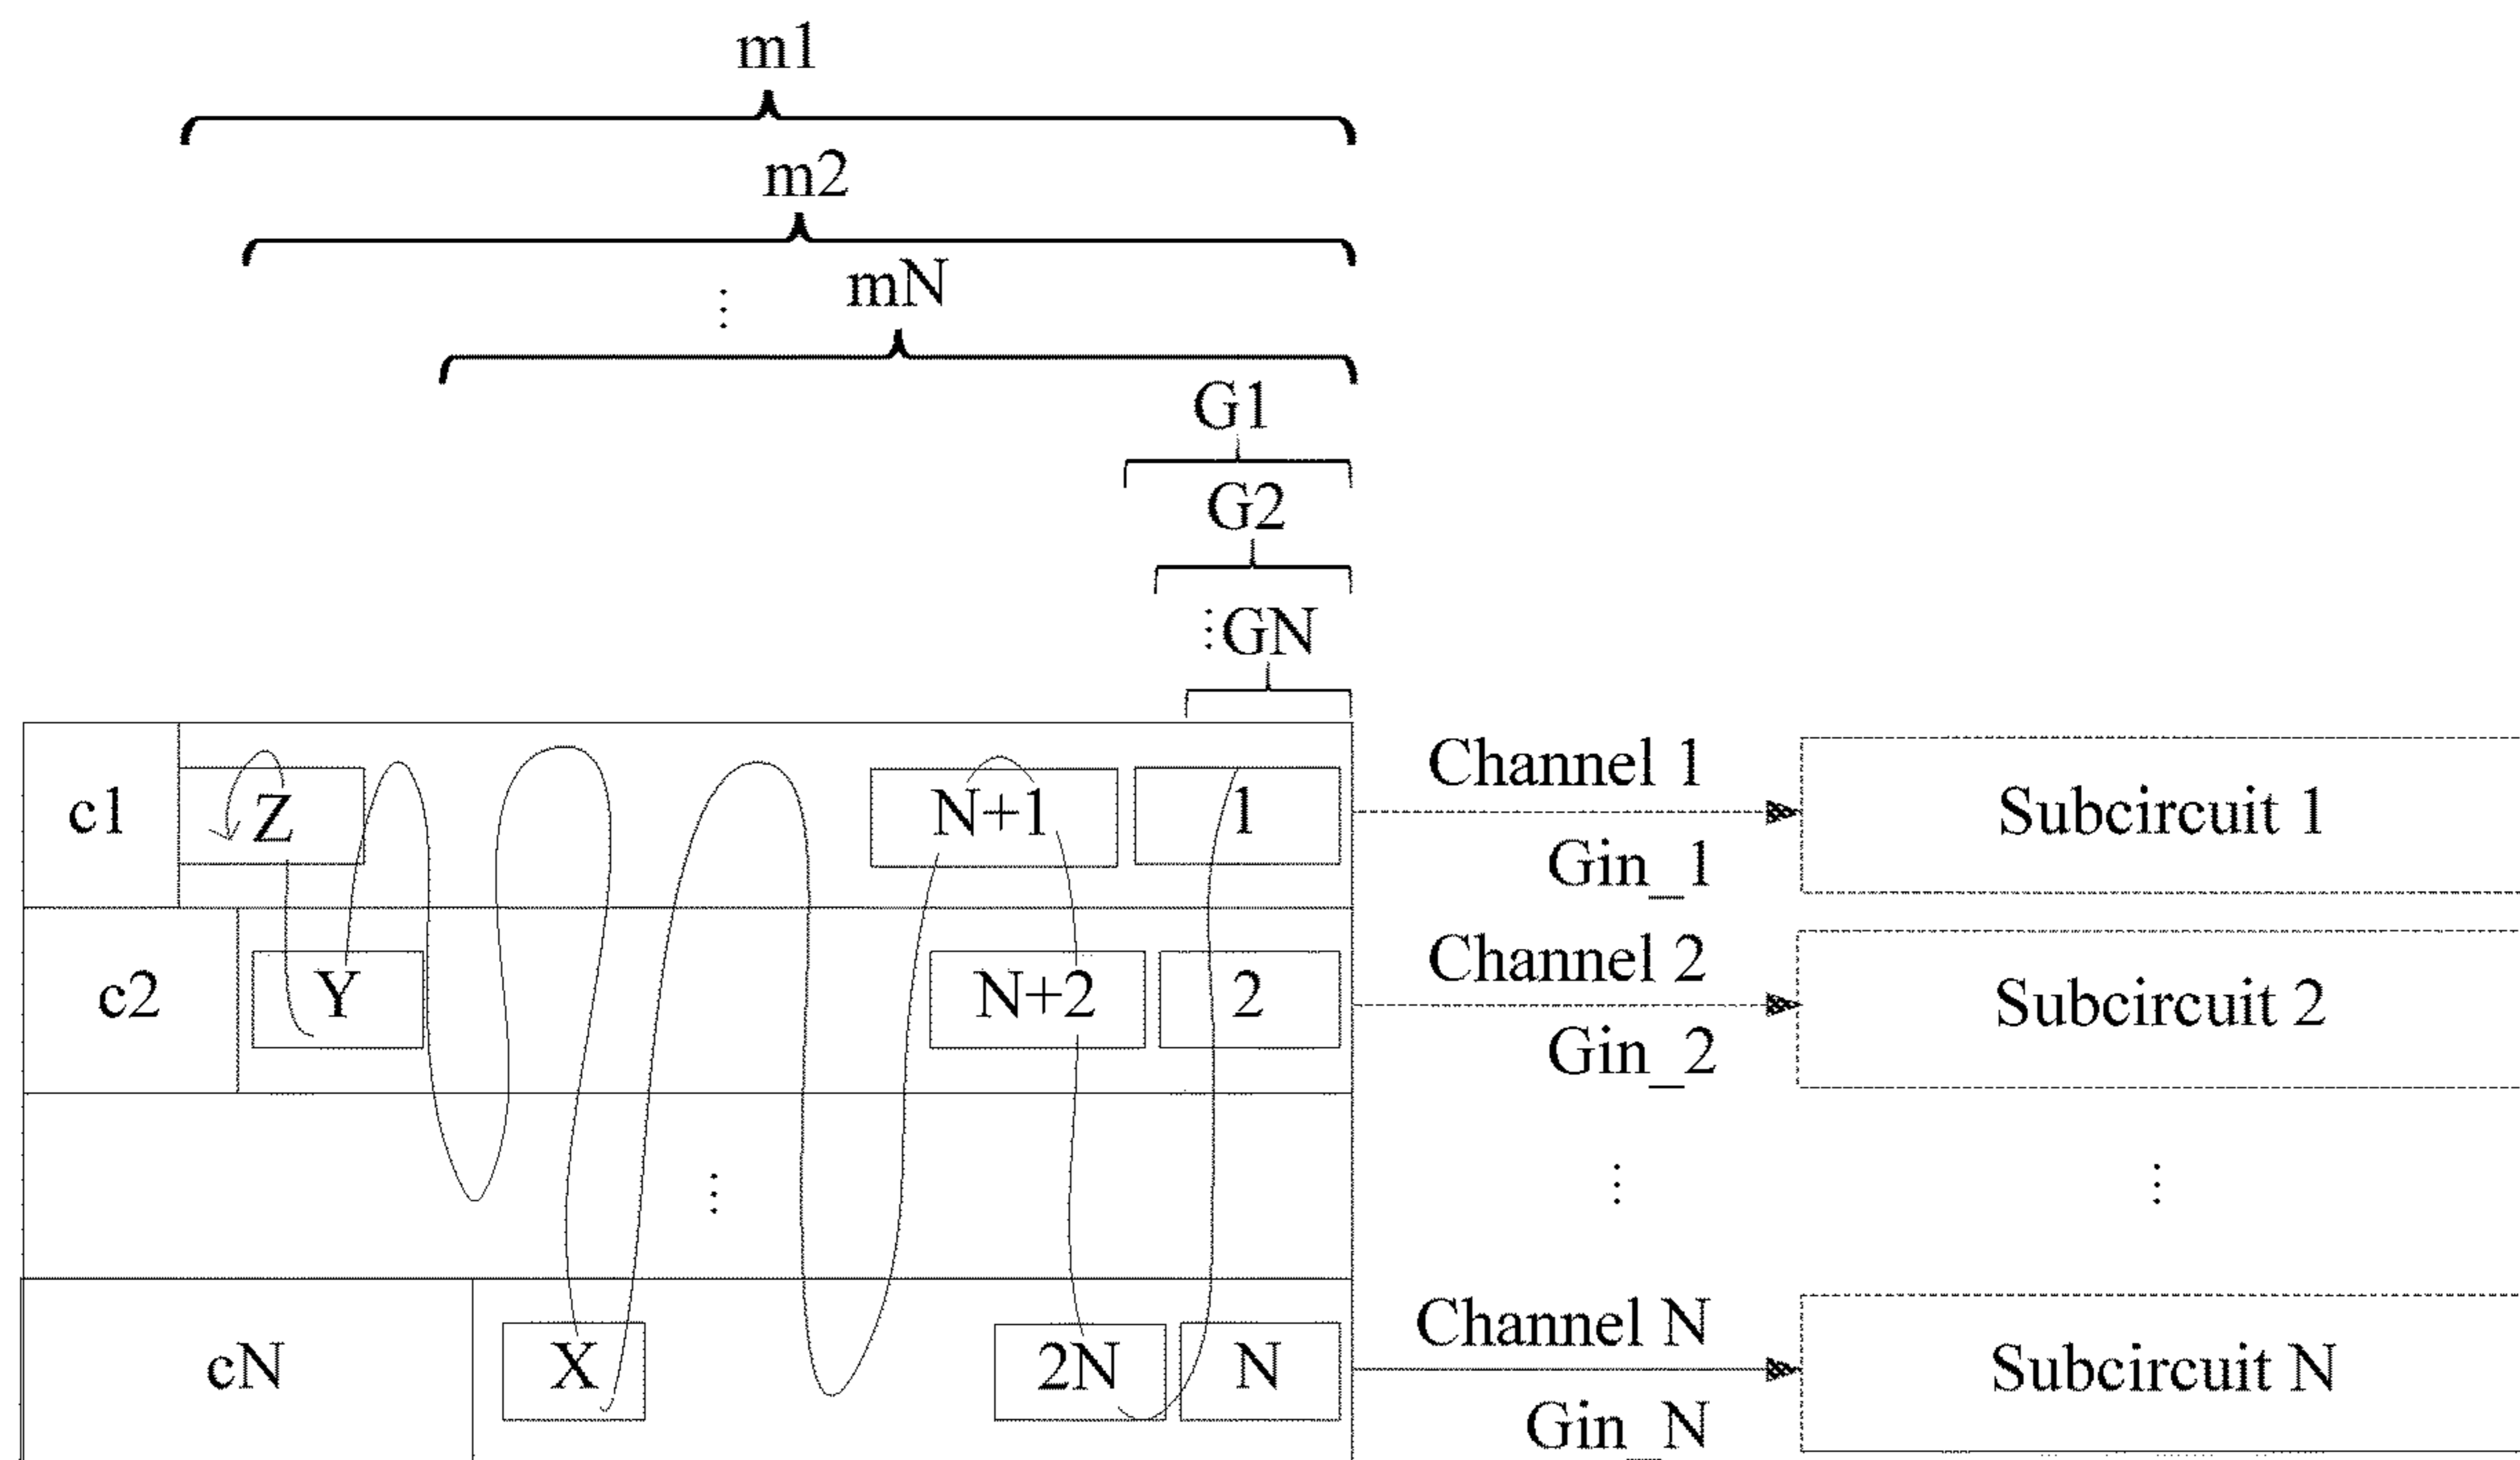 m1
m2
⋮ mN
G1
G2
⋮GN
c1 Z N+1 1 Channel 1 Gin_1 Subcircuit 1
c2 Y N+2 2 Channel 2 Gin_2 Subcircuit 2
⋮ ⋮ ⋮
cN X 2N N Channel N Gin_N Subcircuit N